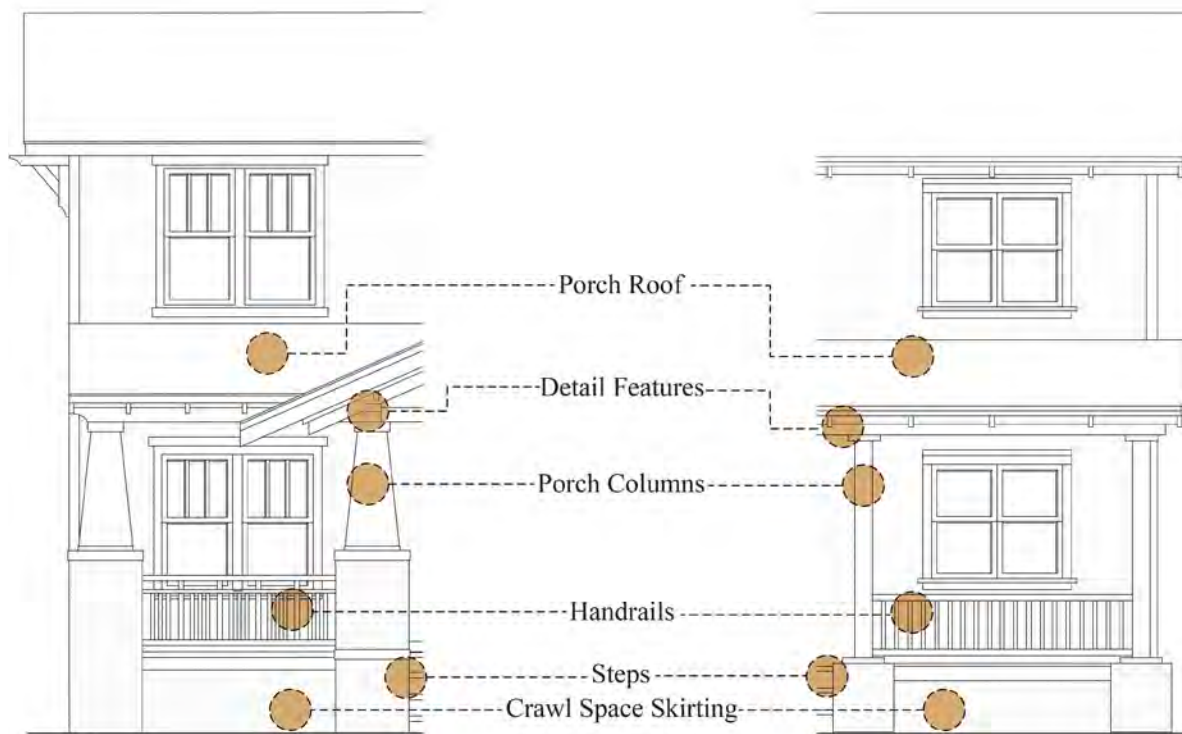 Porch Roof
Detail Features
Porch Columns
Handrails
Steps
Crawl Space Skirting